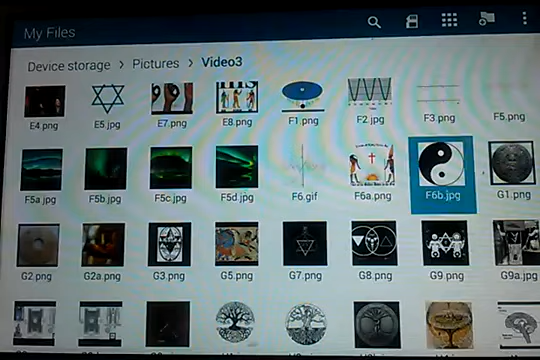 My Files
Device storage > Pictures > Video3
E4.png E5.jpg E7.png E8.png F1.png F2.jpg F3.png F5.png
F5a.jpg F5b.jpg F5c.jpg F5d.jpg F6.gif F6a.png F6b.jpg G1.png
G2.png G2a.png G3.png G5.png G7.png G8.png G9.png G9a.png